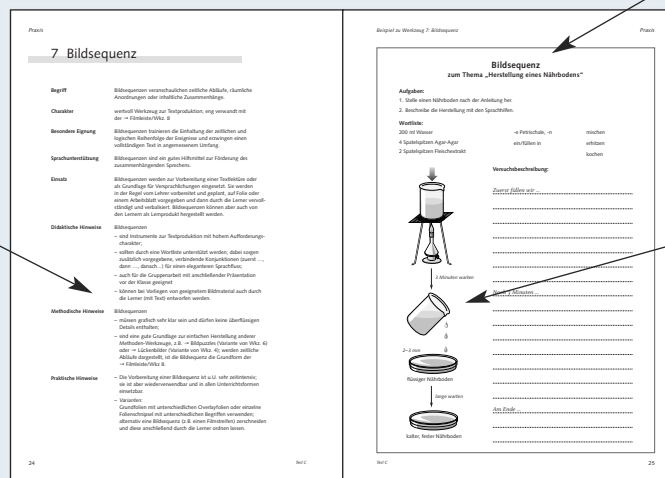 Praxis
7 Bildsequenz
Begriff
Bildsequenzen veranschaulichen zeitliche Abläufe, räumliche
Anordnungen oder inhaltliche Zusammenhänge.
Charakter
wertvoll Werkzeug zur Textproduktion; eng verwandt mit
der → Filmleiste/Wkz. 8
Besondere Eignung
Bildsequenzen trainieren die Einhaltung der zeitlichen und
logischen Reihenfolge der Ereignisse und erzwingen einen
vollständigen Text in angemessenem Umfang.
Sprachunterstützung
Bildsequenzen sind ein gutes Hilfsmittel zur Förderung des
zusammenhängenden Sprechens.
Einsatz
Bildsequenzen werden zur Vorbereitung einer Textlektüre oder
als Grundlage für Versprachlichungen eingesetzt. Sie werden
in der Regel vom Lehrer vorbereitet und geplant, auf Folie oder
einem Arbeitsblatt vorgegeben und dann durch die Lerner vervoll-
ständigt und verbalisiert. Bildsequenzen können aber auch von
den Lernern als Lernprodukt hergestellt werden.
Didaktische Hinweise
Bildsequenzen
– sind Instrumente zur Textproduktion mit hohem Aufforderungs-
charakter;
– sollten durch eine Wortliste unterstützt werden; dabei sorgen
zusätzlich vorgegebene, verbindende Konjunktionen (zuerst …,
dann …, danach…) für einen eleganteren Sprachfluss;
– auch für die Gruppenarbeit mit anschließender Präsentation
vor der Klasse geeignet
– können bei Vorliegen von geeignetem Bildmaterial auch durch
die Lerner (mit Text) entworfen werden.
Methodische Hinweise
Bildsequenzen
– müssen grafisch sehr klar sein und dürfen keine überflüssigen
Details enthalten;
– sind eine gute Grundlage zur einfachen Herstellung anderer
Methoden-Werkzeuge, z.B. → Bildpuzzles (Variante von Wkz. 6)
oder → Lückenbilder (Variante von Wkz. 4); werden zeitliche
Abläufe dargestellt, ist die Bildsequenz die Grundform der
→ Filmleiste/Wkz 8.
Praktische Hinweise
– Die Vorbereitung einer Bildsequenz ist u.U. sehr zeitintensiv;
sie ist aber wiederverwendbar und in allen Unterrichtsformen
einsetzbar.
– Varianten:
Grundfolien mit unterschiedlichen Overlayfolien oder einzelne
Folienschnipsel mit unterschiedlichen Begriffen verwenden;
alternativ eine Bildsequenz (z.B. einen Filmstreifen) zerschneiden
und diese anschließend durch die Lerner ordnen lassen.
24
Teil C
Beispiel zu Werkzeug 7: Bildsequenz
Praxis
Bildsequenz
zum Thema „Herstellung eines Nährbodens“
Aufgaben:
1. Stelle einen Nährboden nach der Anleitung her.
2. Beschreibe die Herstellung mit den Sprachhilfen.
Wortliste:
200 ml Wasser
-e Petrischale, -n
mischen
4 Spatelspitzen Agar-Agar
ein/füllen in
erhitzen
2 Spatelspitzen Fleischextrakt
kochen
Versuchsbeschreibung:
Zuerst füllen wir ...
3 Minuten warten
Nach 3 Minuten ...
2–3 mm
flüssiger Nährboden
lange warten
Am Ende ...
kalter, fester Nährboden
Teil C
25